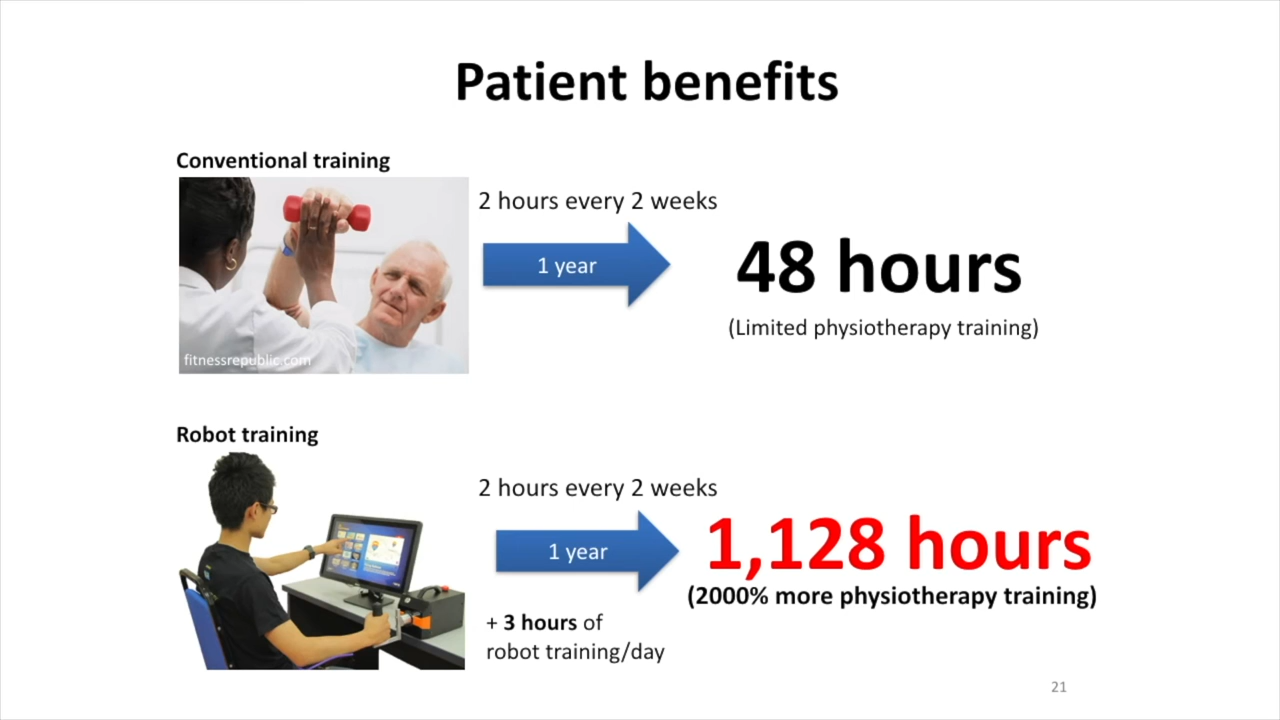 Patient benefits
Conventional training
2 hours every 2 weeks
1 year
48 hours
(Limited physiotherapy training)
fitnessrepublic.com
Robot training
2 hours every 2 weeks
1 year
1,128 hours
(2000% more physiotherapy training)
+ 3 hours of
robot training/day
21